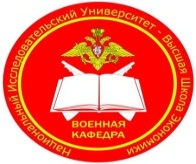 Национальный Исследовательский Университет - Высшая Школа Экономики
ВОЕННАЯ
КАФЕДРА